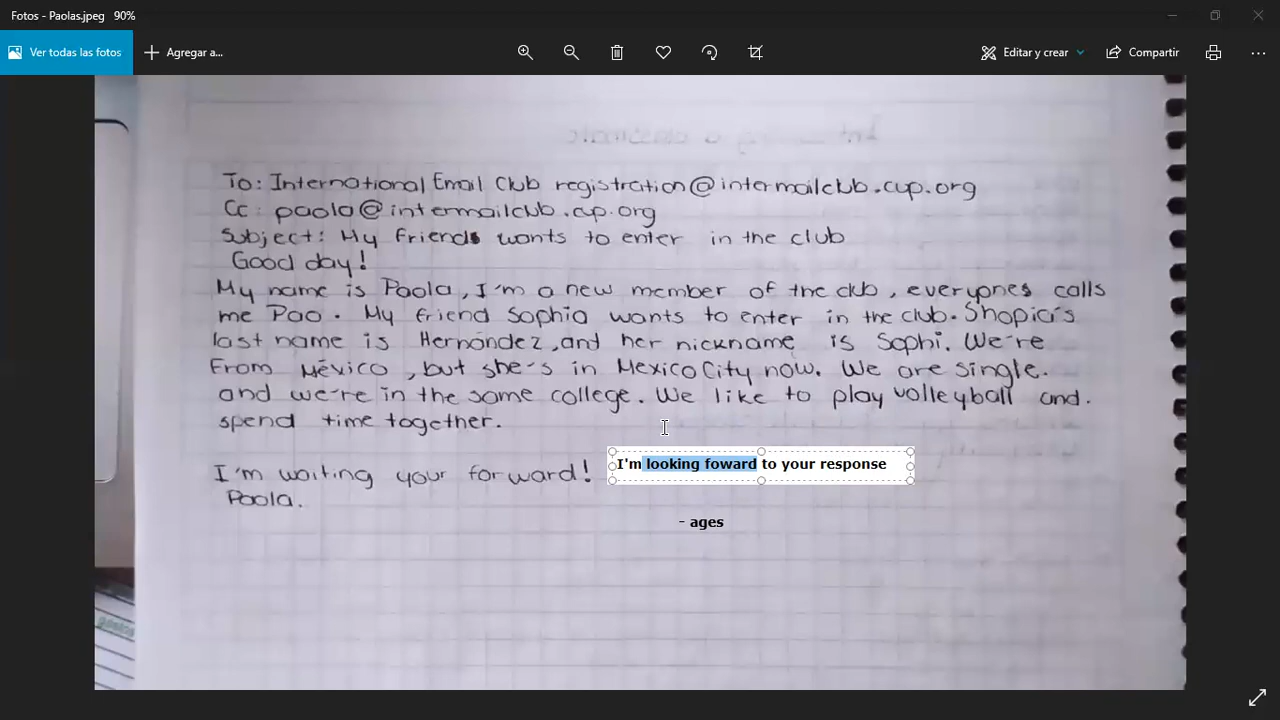 Fotos - Paolas.jpeg 90%
Ver todas las fotos
Agregar a...
Editar y crear
Compartir
To: International Email Club registration@intermailclub.cup.org
Cc: paola@intermailclub.cup.org
Subject: My friends wants to enter in the club
Good day!
My name is Paola, I'm a new member of the club, everyones calls
me Pao. My friend Sophia wants to enter in the club. Shopia's
last name is Hernández, and her nickname is Sophi. We're
From México, but she's in Mexico City now. We are single.
and we're in the same college. We like to play volleyball and.
spend time together.
I'm looking foward to your response
I'm waiting your forward!
Paola.
- ages